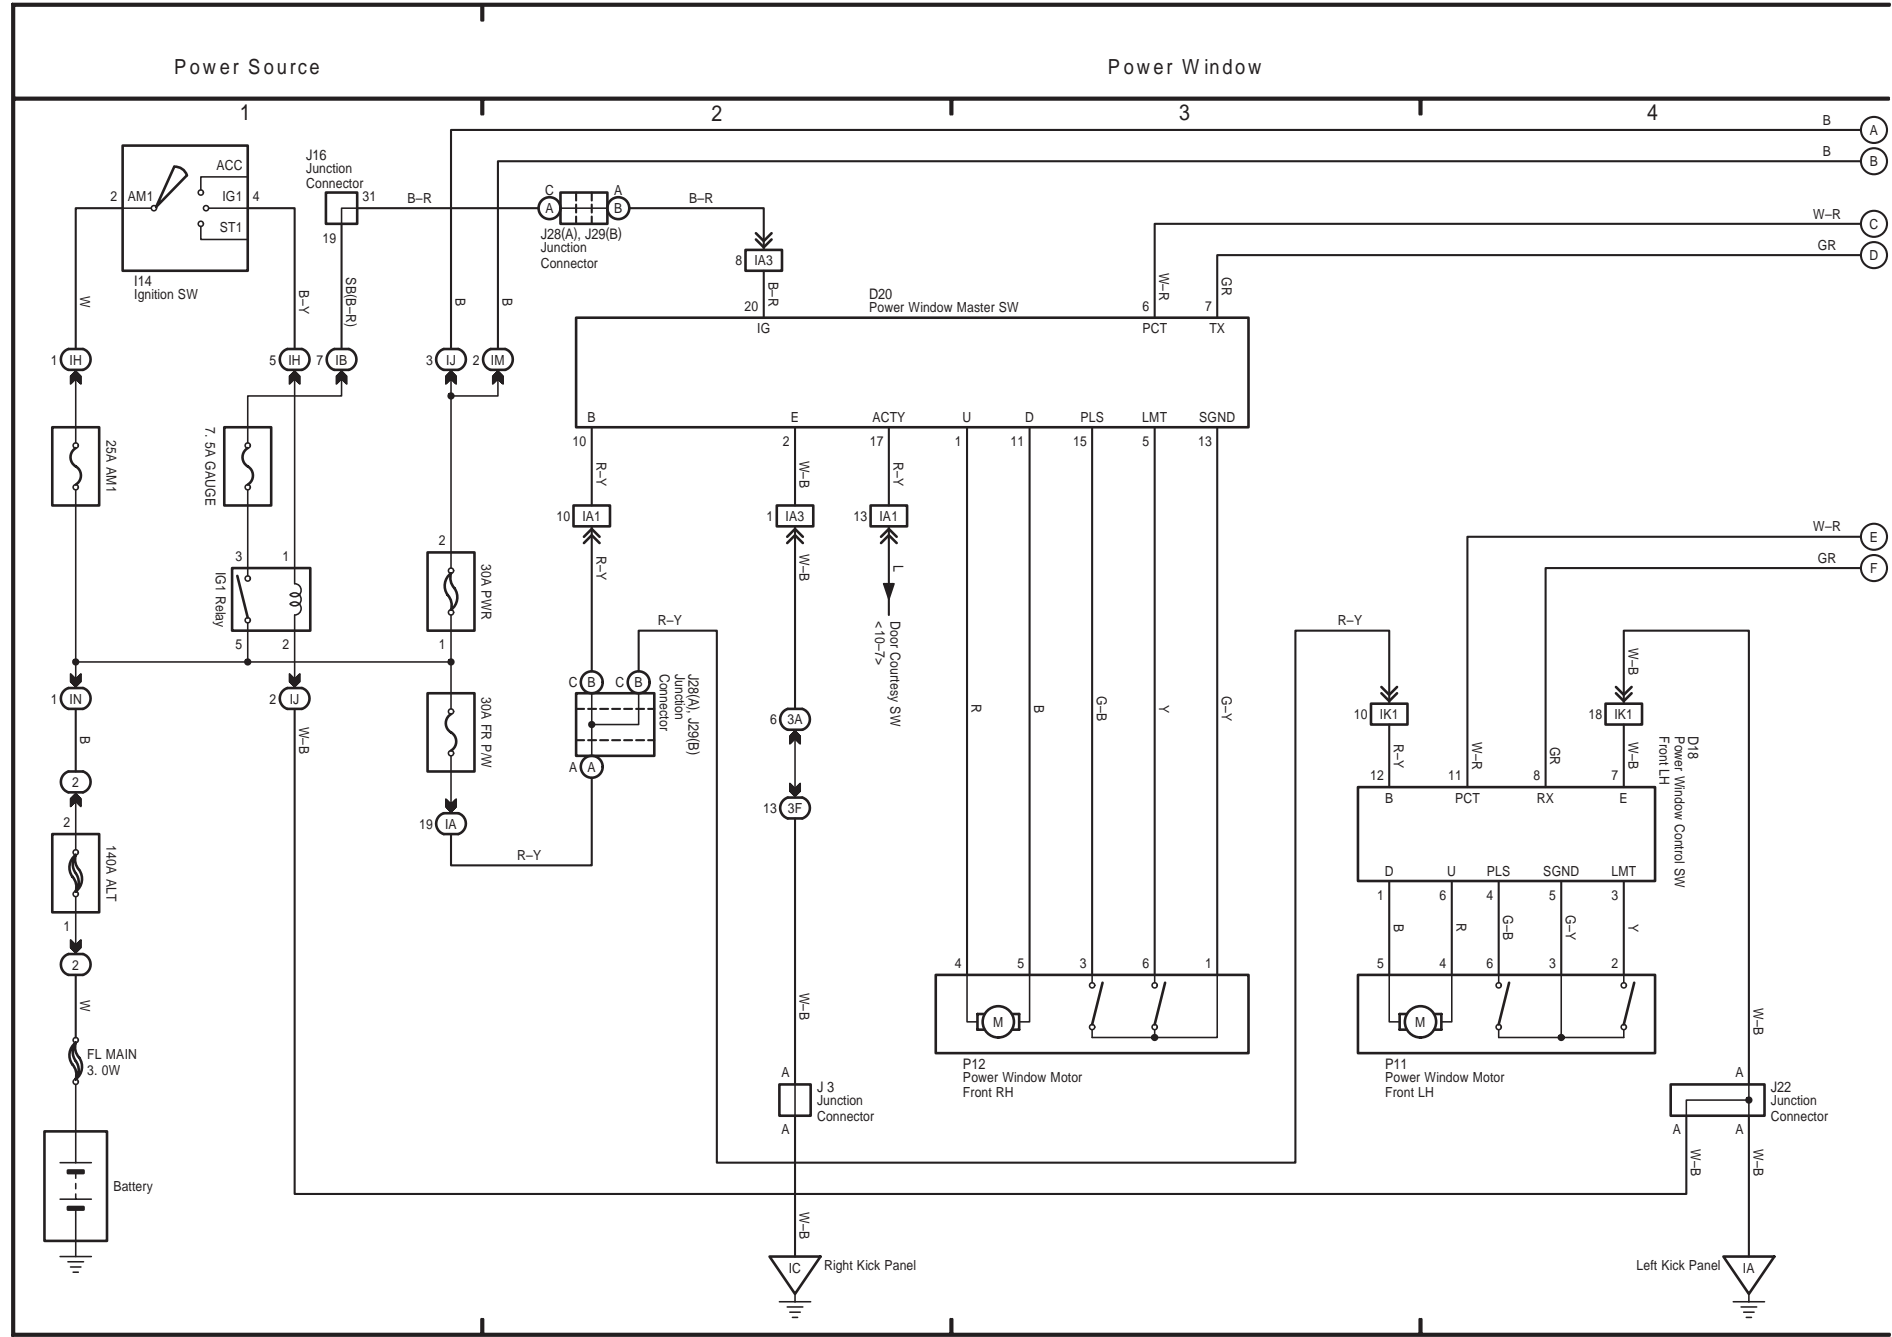 Power Source
Power Window
1
2
3
4
B
A
B
B
W–R
C
GR
D
W–R
E
GR
F
ACC
2
AM1
IG1
4
ST1
I14
Ignition SW
J16
Junction
Connector
31
19
B–R
C
A
A
B
J28(A), J29(B)
Junction
Connector
B–R
8
IA3
B–R
W
B–Y
SB(B–R)
B
B
1
IH
5
IH
7
IB
3
IJ
2
IM
25A AM1
7. 5A GAUGE
3
1
IG1 Relay
5
2
2
30A PWR
1
1
IN
2
IJ
B
W–B
30A FR P/W
2
2
140A ALT
1
2
W
FL MAIN
3. 0W
Battery
19
IA
R–Y
D20
Power Window Master SW
20
IG
6
PCT
7
TX
W–R
GR
B
E
ACTY
U
D
PLS
LMT
SGND
10
2
17
1
11
15
5
13
R–Y
W–B
R–Y
10
IA1
1
IA3
13
IA1
R–Y
W–B
L
Door Courtesy SW
<10–7>
R–Y
C
B
C
B
J28(A), J29(B)
Junction
Connector
A
A
6
3A
13
3F
W–B
R
B
G–B
Y
G–Y
4
5
3
6
1
M
P12
Power Window Motor
Front RH
A
J 3
Junction
Connector
A
W–B
IC
Right Kick Panel
R–Y
W–B
10
IK1
18
IK1
R–Y
W–R
GR
W–B
D18
Power Window Control SW
Front LH
12
11
8
7
B
PCT
RX
E
D
U
PLS
SGND
LMT
1
6
4
5
3
B
R
G–B
G–Y
Y
5
4
6
3
2
M
P11
Power Window Motor
Front LH
W–B
A
J22
Junction
Connector
A
A
W–B
W–B
Left Kick Panel
IA